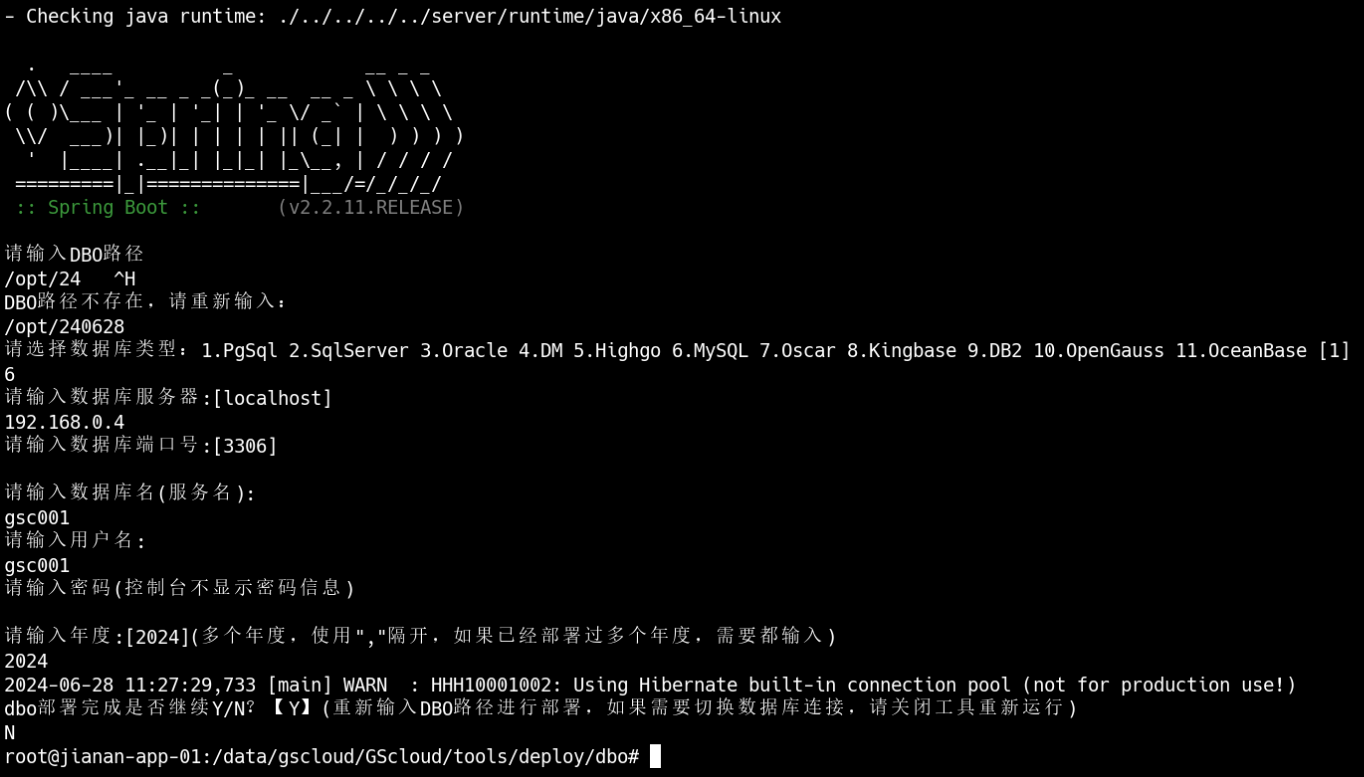 - Checking java runtime: ./../../../../server/runtime/java/x86_64-linux
  .   ____          _            __ _ _
 /\\ / ___'_ __ _ _(_)_ __  __ _ \ \ \ \
( ( )\___ | '_ | '_| | '_ \/ _` | \ \ \ \
 \\/  ___)| |_)| | | | | || (_| |  ) ) ) )
  '  |____| .__|_| |_|_| |_\__, | / / / /
 =========|_|==============|___/=/_/_/_/
 :: Spring Boot ::       (v2.2.11.RELEASE)
请输入DBO路径
/opt/24   ^H
DBO路径不存在，请重新输入：
/opt/240628
请选择数据库类型：1.PgSql 2.SqlServer 3.Oracle 4.DM 5.Highgo 6.MySQL 7.Oscar 8.Kingbase 9.DB2 10.OpenGauss 11.OceanBase [1]
6
请输入数据库服务器:[localhost]
192.168.0.4
请输入数据库端口号:[3306]
请输入数据库名(服务名):
gsc001
请输入用户名:
gsc001
请输入密码(控制台不显示密码信息)
请输入年度:[2024](多个年度，使用","隔开，如果已经部署过多个年度，需要都输入)
2024
2024-06-28 11:27:29,733 [main] WARN  : HHH10001002: Using Hibernate built-in connection pool (not for production use!)
dbo部署完成是否继续Y/N？【Y】(重新输入DBO路径进行部署，如果需要切换数据库连接，请关闭工具重新运行)
N
root@jianan-app-01:/data/gscloud/GScloud/tools/deploy/dbo#